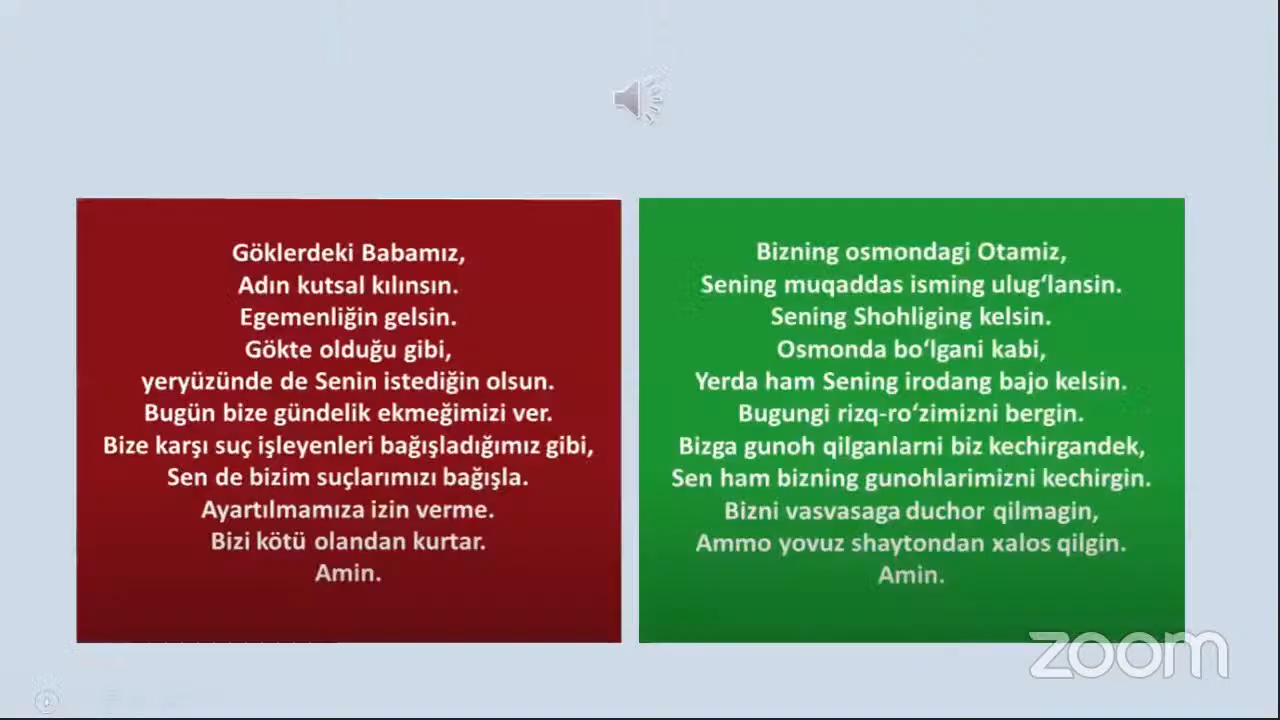 Göklerdeki Babamız,
Adın kutsal kılınsın.
Egemenliğin gelsin.
Gökte olduğu gibi,
yeryüzünde de Senin istediğin olsun.
Bugün bize gündelik ekmeğimizi ver.
Bize karşı suç işleyenleri bağışladığımız gibi,
Sen de bizim suçlarımızı bağışla.
Ayartılmamıza izin verme.
Bizi kötü olandan kurtar.
Amin.
Bizning osmondagi Otamiz,
Sening muqaddas isming ulug‘lansin.
Sening Shohliging kelsin.
Osmonda bo‘lgani kabi,
Yerda ham Sening irodang bajo kelsin.
Bugungi rizq-ro‘zimizni bergin.
Bizga gunoh qilganlarni biz kechirgandek,
Sen ham bizning gunohlarimizni kechirgin.
Bizni vasvasaga duchor qilmagin,
Ammo yovuz shaytondan xalos qilgin.
Amin.
zoom